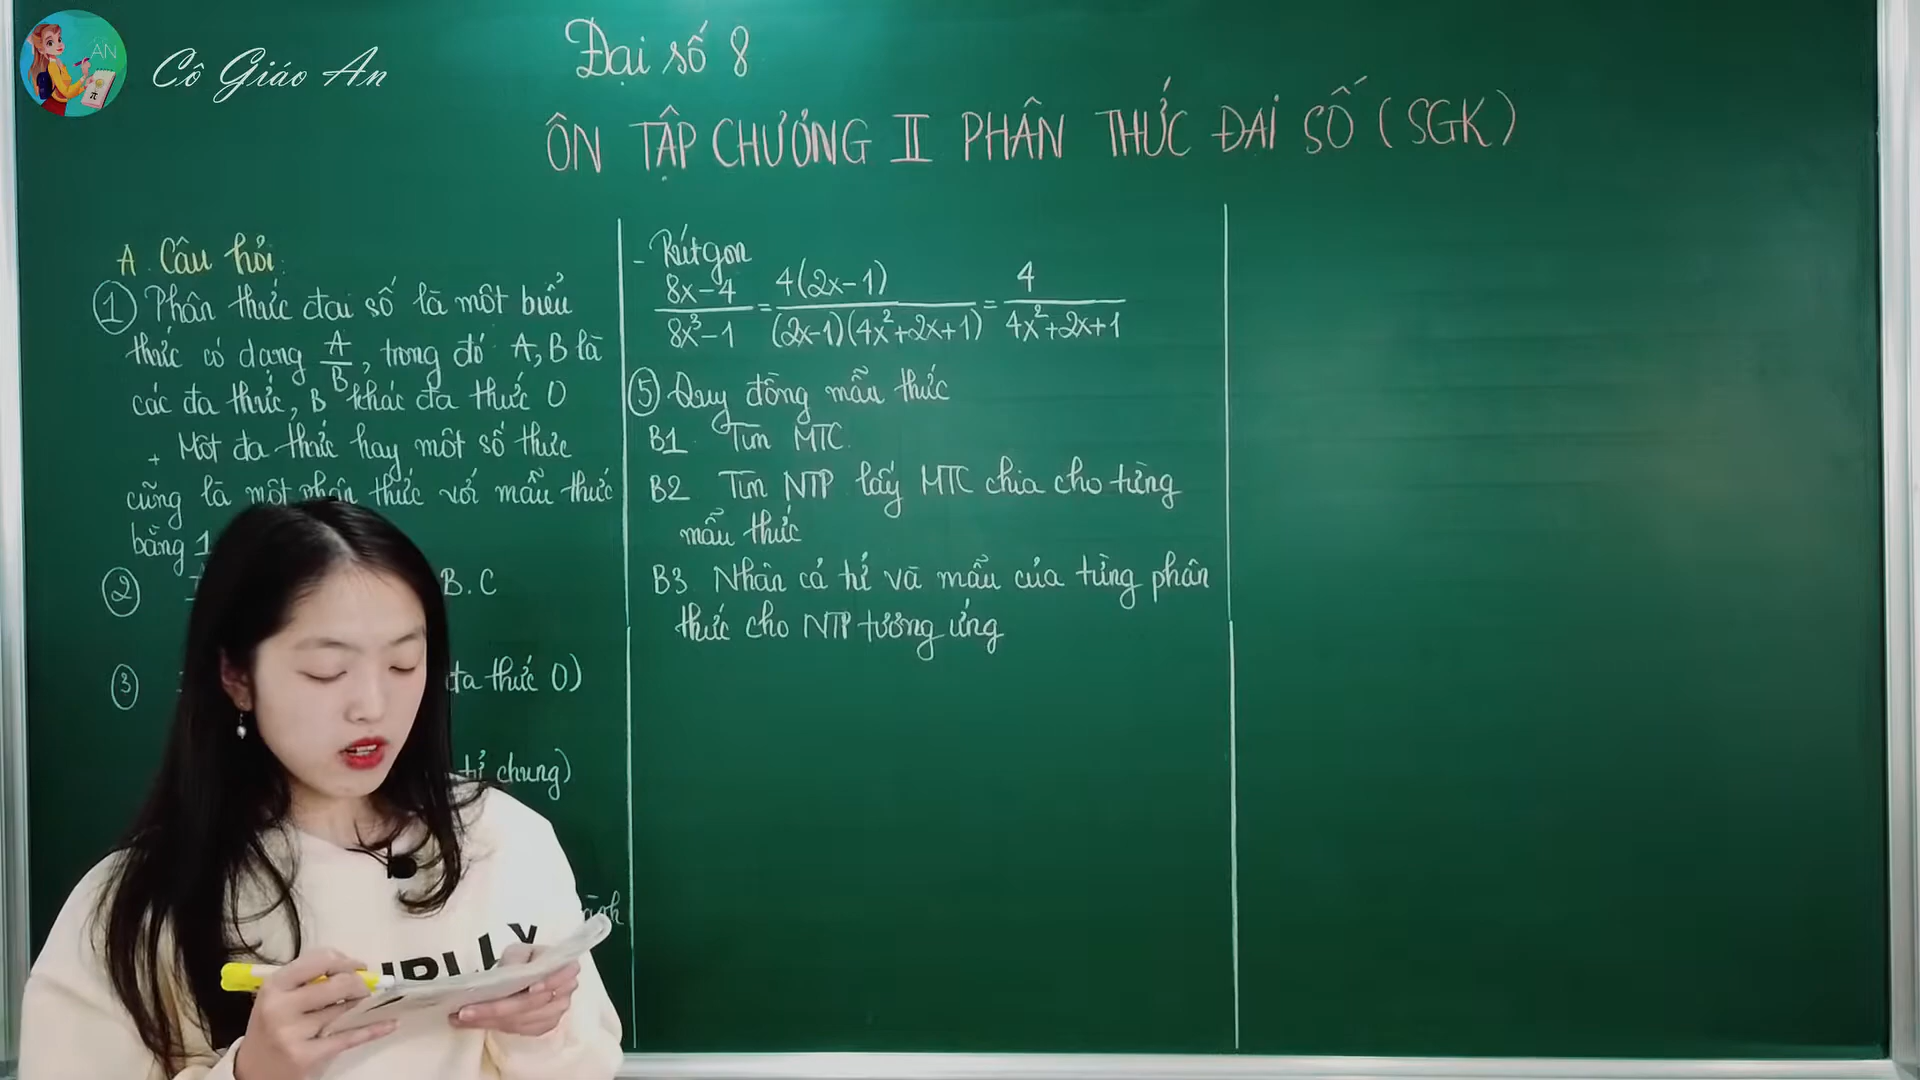 Cô Giáo An
Đại số 8
ÔN TẬP CHƯƠNG II PHÂN THỨC ĐẠI SỐ (SGK)
A. Câu hỏi:
① Phân thức đại số là một biểu
thức có dạng A/B, trong đó A, B là
các đa thức, B khác đa thức 0
+ Một đa thức hay một số thực
cũng là một phân thức với mẫu thức
bằng 1
② B.C
③ đa thức 0)
chung)
- Rút gọn
8x-4/8x³-1 = 4(2x-1)/(2x-1)(4x²+2x+1) = 4/4x²+2x+1
⑤ Quy đồng mẫu thức
B1. Tìm MTC.
B2 Tìm NTP lấy MTC chia cho từng
mẫu thức
B3. Nhân cả tử và mẫu của từng phân
thức cho NTP tương ứng